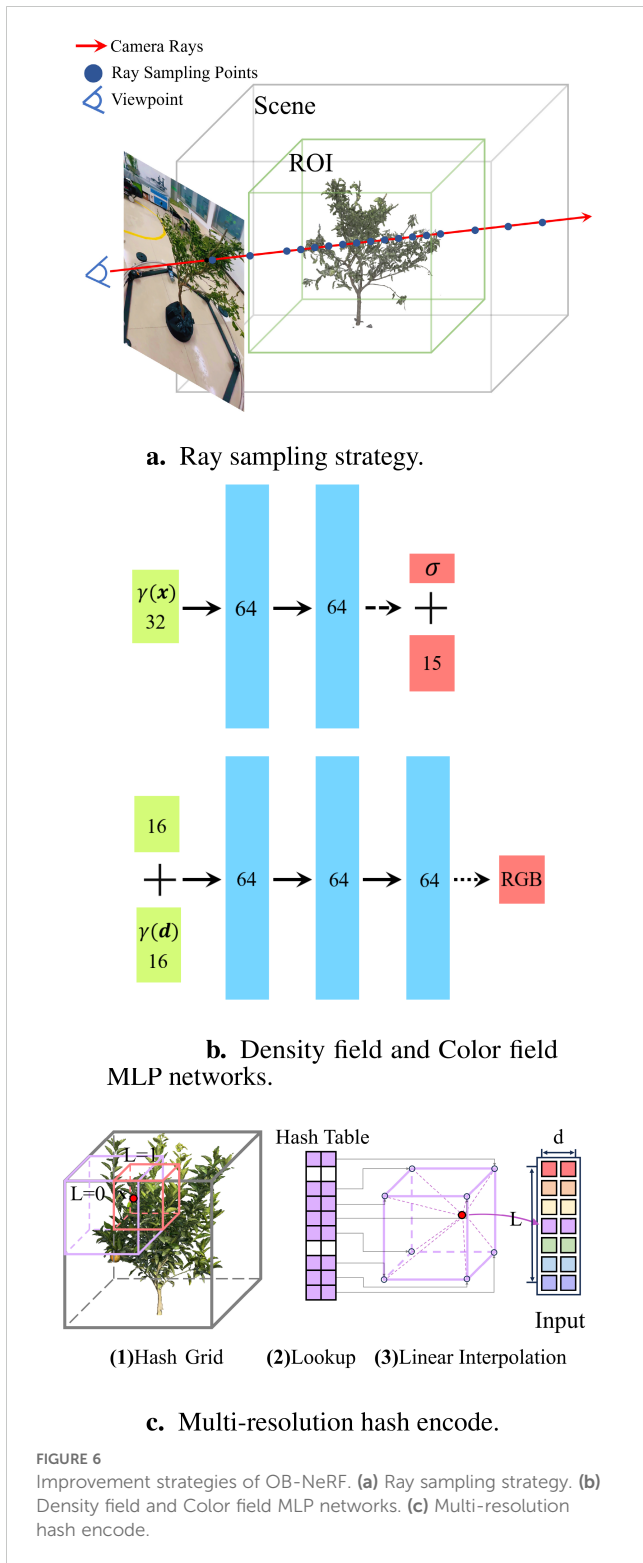 Camera Rays
Ray Sampling Points
Viewpoint
Scene
ROI
a. Ray sampling strategy.
γ(x)
32
64
64
σ
15
16
γ(d)
16
64
64
64
RGB
b. Density field and Color field
MLP networks.
L=1
L=0
Hash Table
d
L
Input
(1)Hash Grid
(2)Lookup
(3)Linear Interpolation
c. Multi-resolution hash encode.
FIGURE 6
Improvement strategies of OB-NeRF. (a) Ray sampling strategy. (b)
Density field and Color field MLP networks. (c) Multi-resolution
hash encode.